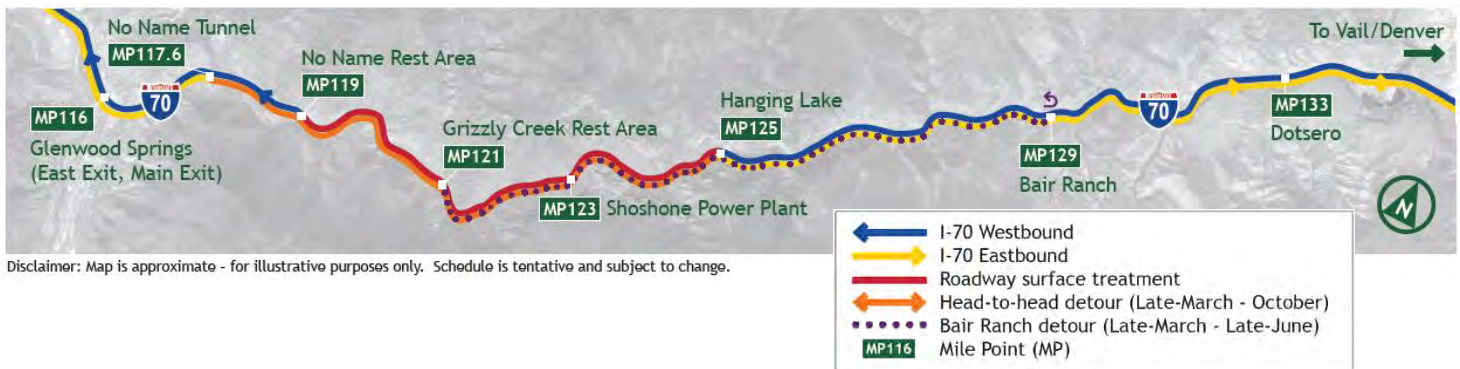 No Name Tunnel
MP117.6
No Name Rest Area
MP119
To Vail/Denver
70
MP116
Glenwood Springs
(East Exit, Main Exit)
Grizzly Creek Rest Area
MP121
Hanging Lake
MP125
70
MP133
Dotsero
MP129
Bair Ranch
MP123 Shoshone Power Plant
N
Disclaimer: Map is approximate - for illustrative purposes only. Schedule is tentative and subject to change.
I-70 Westbound
I-70 Eastbound
Roadway surface treatment
Head-to-head detour (Late-March - October)
Bair Ranch detour (Late-March - Late-June)
MP116 Mile Point (MP)